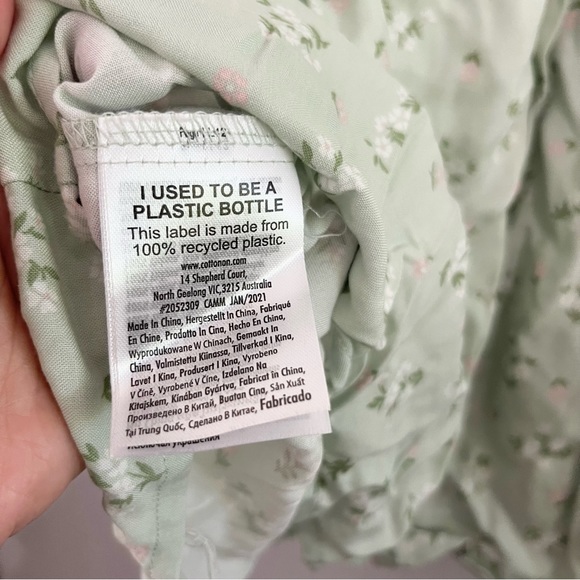 I USED TO BE A
PLASTIC BOTTLE
This label is made from
100% recycled plastic.
www.cottonon.com
14 Shepherd Court,
North Geelong VIC,3215 Australia
#2052309 CAMM JAN/2021
Made In China, Hergestellt In China, Fabriqué
En Chine, Prodotto In Cina, Hecho En China,
Wyprodukowane W Chinach, Gemaakt In
China, Valmistettu Kiinassa, Tillverkad I Kina,
Lavet I Kina, Produsert I Kina, Vyrobeno
V Číně, Vyrobené V Číne, Izdelano Na
Kitajskem, Kínában Gyártva, Fabricat în China,
Произведено В Китай, Buatan Cina, Sản Xuất
Tại Trung Quốc, Сделано В Китае, Fabricado